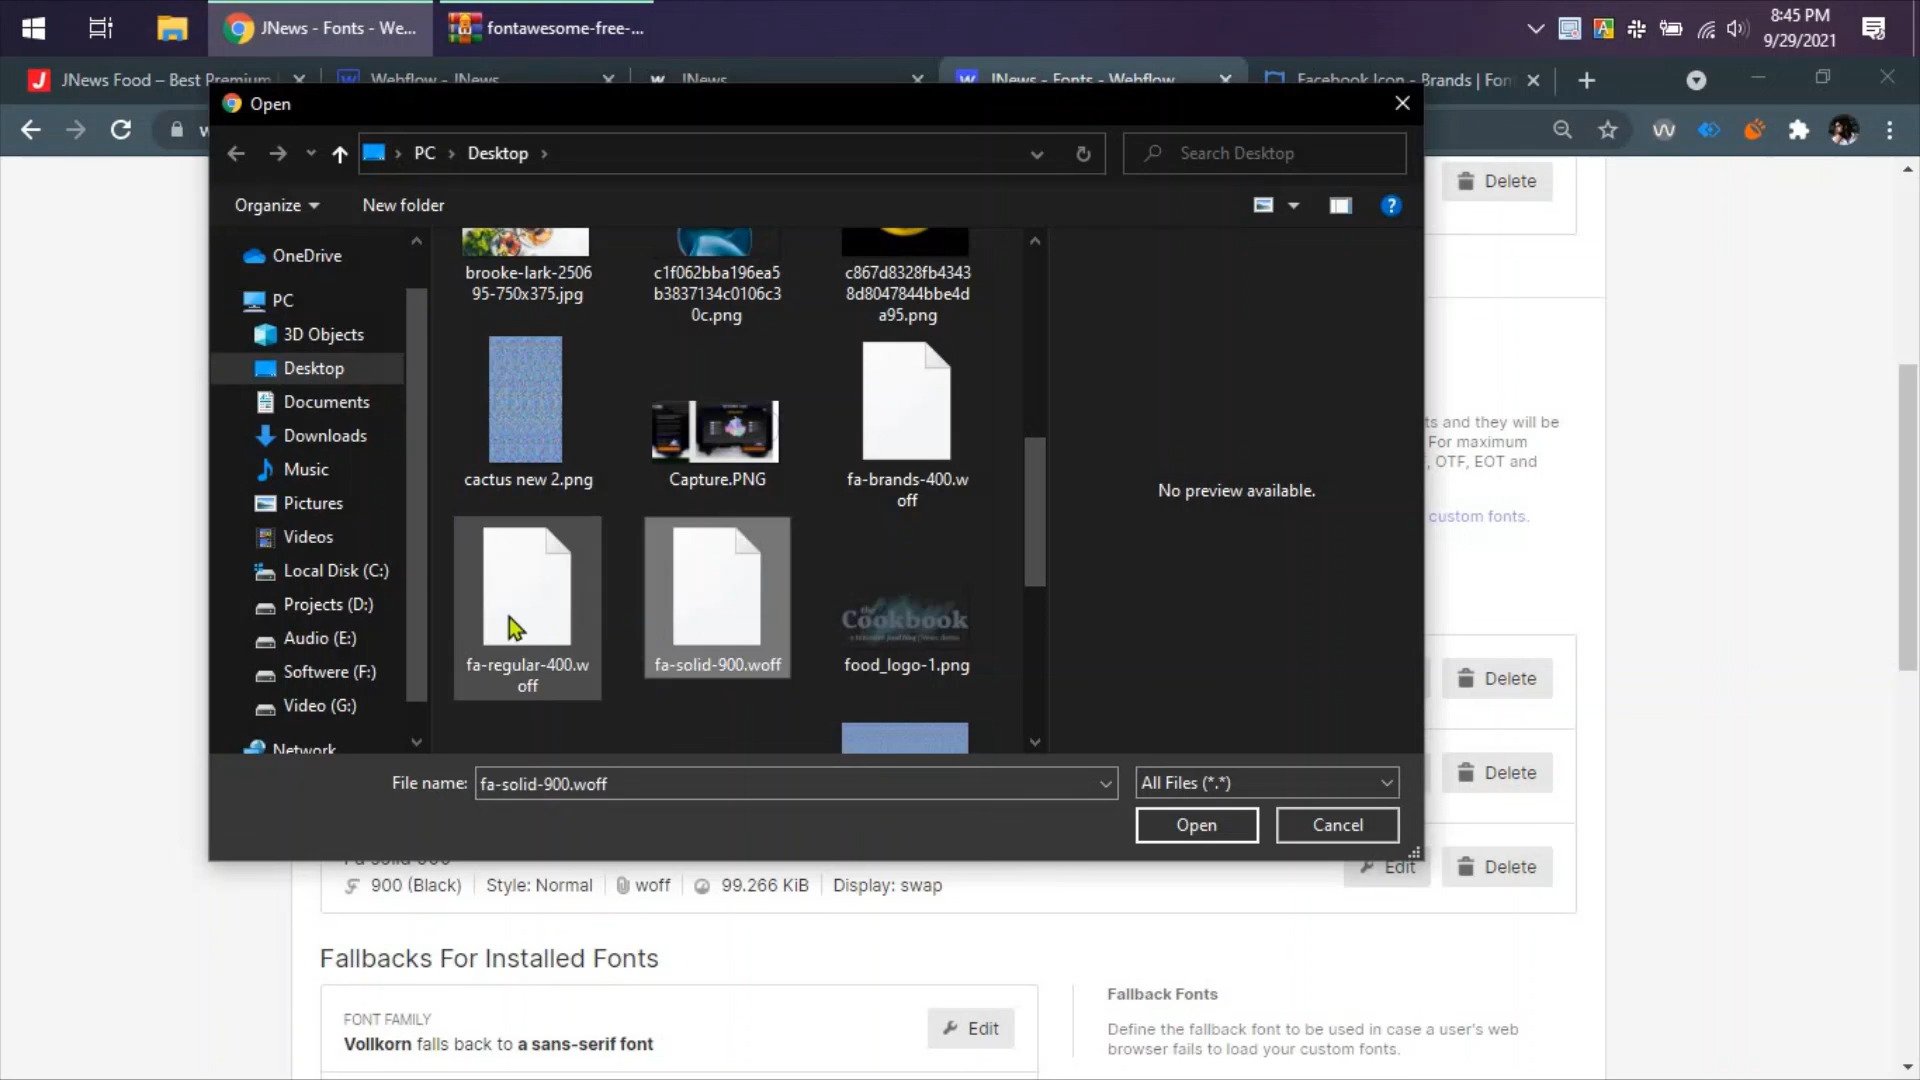 JNews - Fonts - We...
fontawesome-free-...
8:45 PM
9/29/2021
JNews Food – Best Premium
Webflow - JNews
JNews
JNews - Fonts - Webflow
Facebook Icon - Brands | Fon
Open
PC
Desktop
Search Desktop
Organize
New folder
OneDrive
PC
3D Objects
Desktop
Documents
Downloads
Music
Pictures
Videos
Local Disk (C:)
Projects (D:)
Audio (E:)
Softwere (F:)
Video (G:)
Network
brooke-lark-2506
95-750x375.jpg
c1f062bba196ea5
b3837134c0106c3
0c.png
c867d8328fb4343
8d8047844bbe4d
a95.png
cactus new 2.png
Capture.PNG
fa-brands-400.w
off
fa-regular-400.w
off
fa-solid-900.woff
the
Cookbook
food_logo-1.png
No preview available.
File name:
fa-solid-900.woff
All Files (*.*)
Open
Cancel
Delete
ts and they will be
For maximum
, OTF, EOT and
custom fonts.
Delete
Delete
Fa solid 900
Edit
Delete
900 (Black)
Style: Normal
woff
99.266 KiB
Display: swap
Fallbacks For Installed Fonts
FONT FAMILY
Vollkorn falls back to a sans-serif font
Edit
Fallback Fonts
Define the fallback font to be used in case a user's web
browser fails to load your custom fonts.